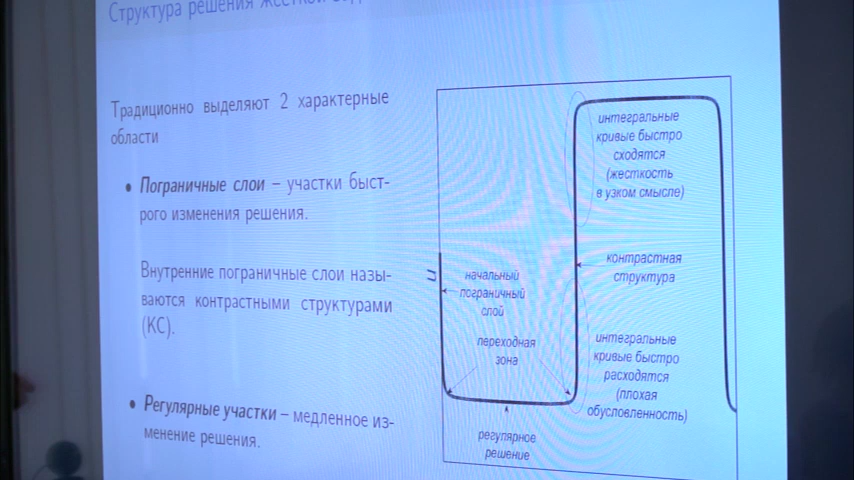 Структура решения жесткой
Традиционно выделяют 2 характерные
области
• Пограничные слои – участки быст-
рого изменения решения.
Внутренние пограничные слои назы-
ваются контрастными структурами
(КС).
• Регулярные участки – медленное из-
менение решения.
u
начальный
пограничный
слой
переходная
зона
регулярное
решение
интегральные
кривые быстро
сходятся
(жесткость
в узком смысле)
контрастная
структура
интегральные
кривые быстро
расходятся
(плохая
обусловленность)